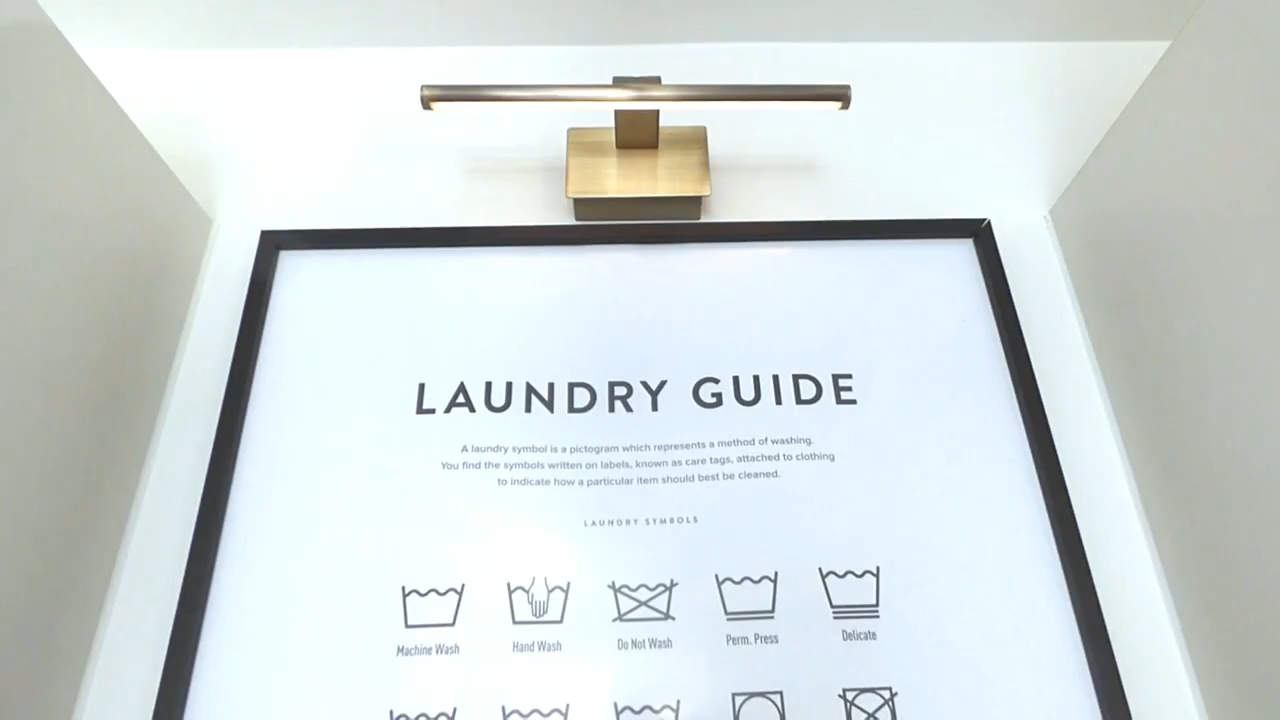 LAUNDRY GUIDE
A laundry symbol is a pictogram which represents a method of washing.
You find the symbols written on labels, known as care tags, attached to clothing
to indicate how a particular item should best be cleaned.
LAUNDRY SYMBOLS
Machine Wash Hand Wash Do Not Wash Perm. Press Delicate